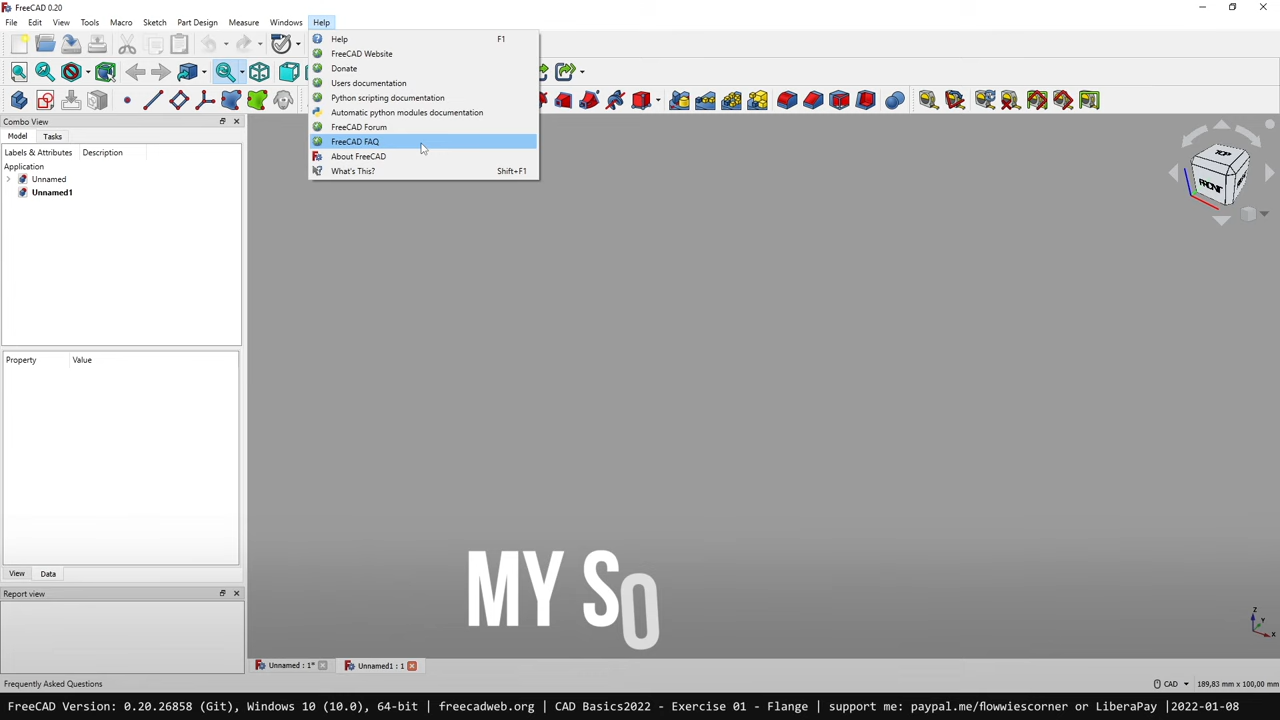 FreeCAD 0.20
File Edit View Tools Macro Sketch Part Design Measure Windows Help
Help F1
FreeCAD Website
Donate
Users documentation
Python scripting documentation
Automatic python modules documentation
FreeCAD Forum
FreeCAD FAQ
About FreeCAD
What's This? Shift+F1
Combo View
Model Tasks
Labels & Attributes Description
Application
Unnamed
Unnamed1
TOP
FRONT
Property Value
View Data
Report view
MY SO
Z
Y
X
Unnamed : 1* Unnamed1 : 1
Frequently Asked Questions CAD 189,83 mm x 100,00 mm
FreeCAD Version: 0.20.26858 (Git), Windows 10 (10.0), 64-bit | freecadweb.org | CAD Basics2022 - Exercise 01 - Flange | support me: paypal.me/flowwiescorner or LiberaPay |2022-01-08